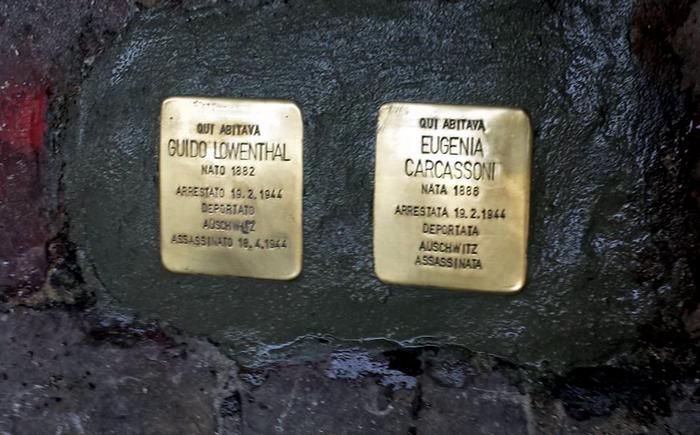 QUI ABITAVA
GUIDO LOWENTHAL
NATO 1882
ARRESTATO 19.2.1944
DEPORTATO
AUSCHWITZ
ASSASSINATO 18.4.1944
QUI ABITAVA
EUGENIA
CARCASSONI
NATA 1886
ARRESTATA 19.2.1944
DEPORTATA
AUSCHWITZ
ASSASSINATA